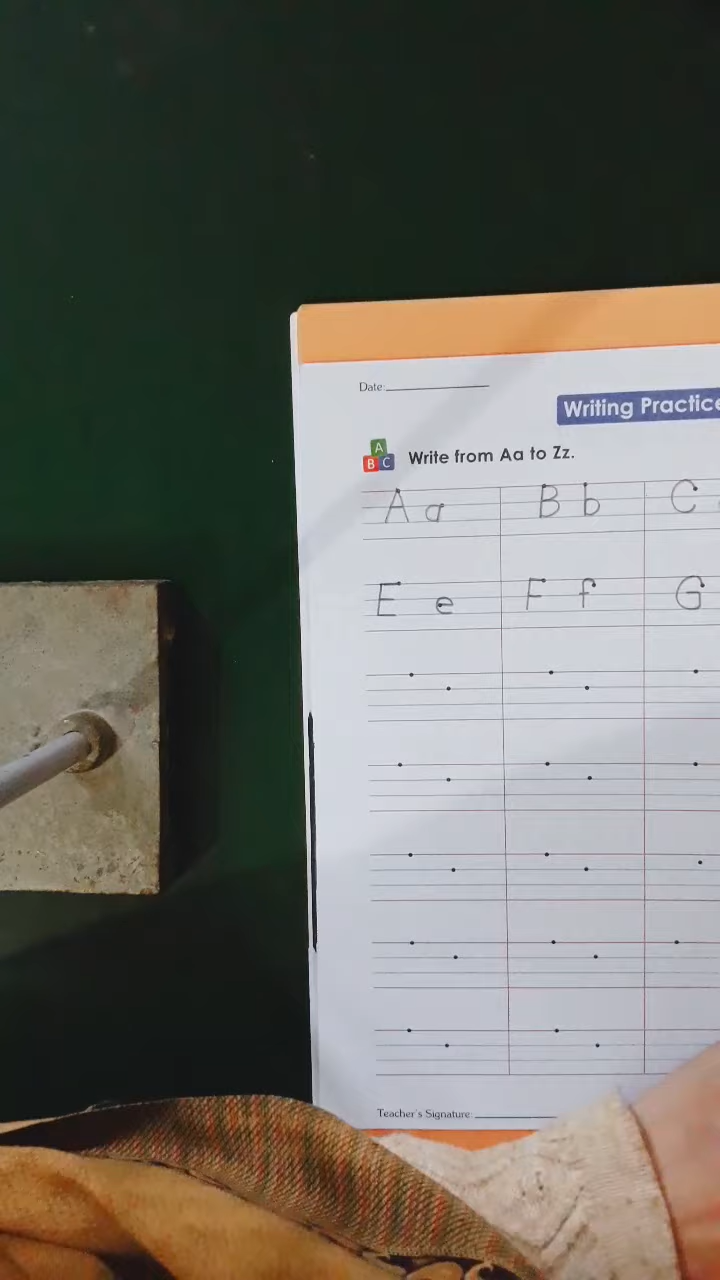 Date:
Writing Practice
A
B C
Write from Aa to Zz.
A a B b C
E e F f G
Teacher's Signature: